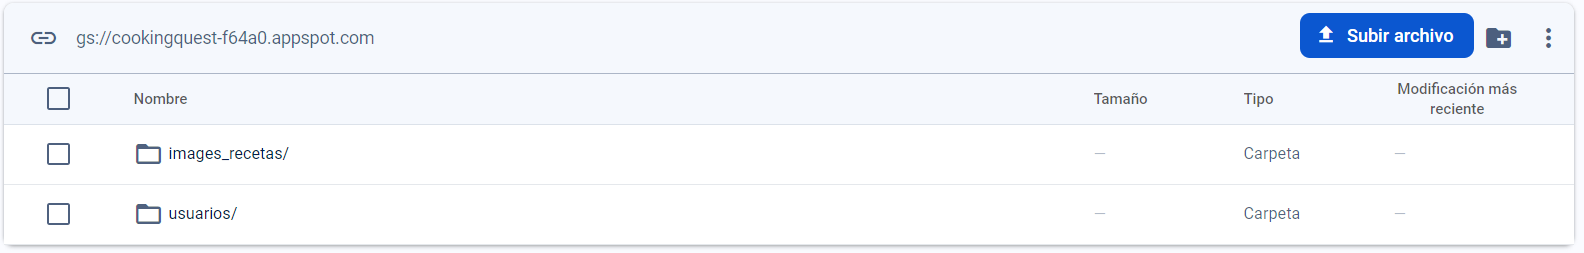 gs://cookingquest-f64a0.appspot.com
Subir archivo
Nombre
Tamaño
Tipo
Modificación más
reciente
images_recetas/
—
Carpeta
—
usuarios/
—
Carpeta
—